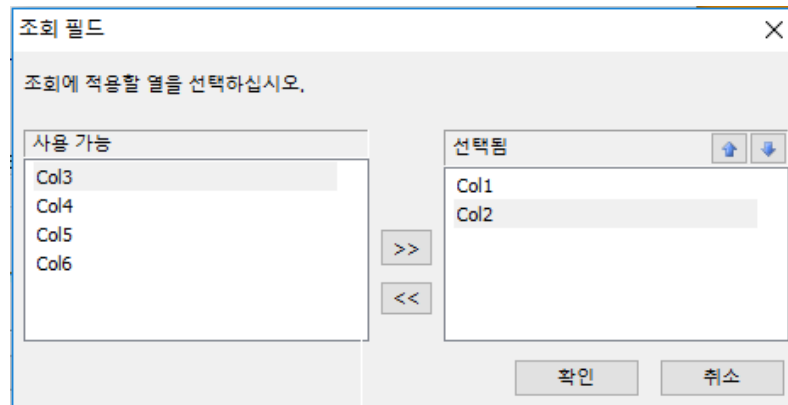 조회 필드
조회에 적용할 열을 선택하십시오.
사용 가능
Col3
Col4
Col5
Col6
>>
<<
선택됨
Col1
Col2
확인
취소